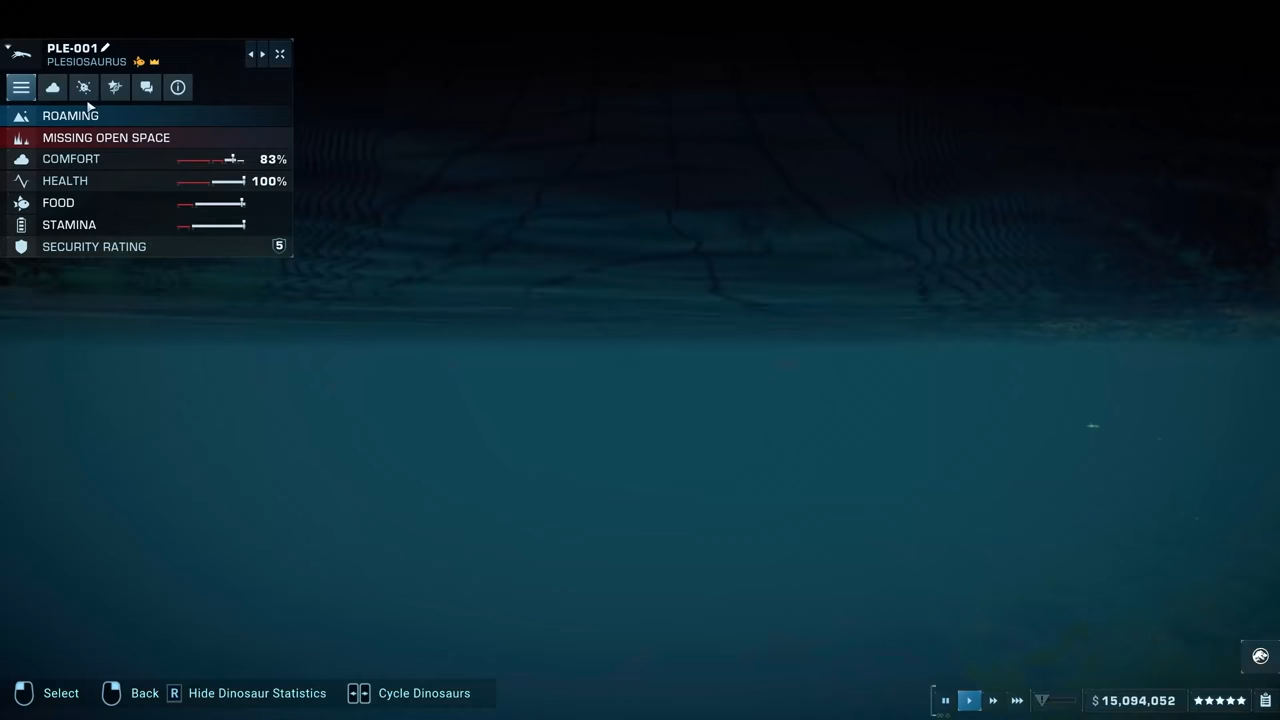 PLE-001
PLESIOSAURUS
ROAMING
MISSING OPEN SPACE
COMFORT 83%
HEALTH 100%
FOOD
STAMINA
SECURITY RATING 5
Select Back R Hide Dinosaur Statistics Cycle Dinosaurs
$ 15,094,052